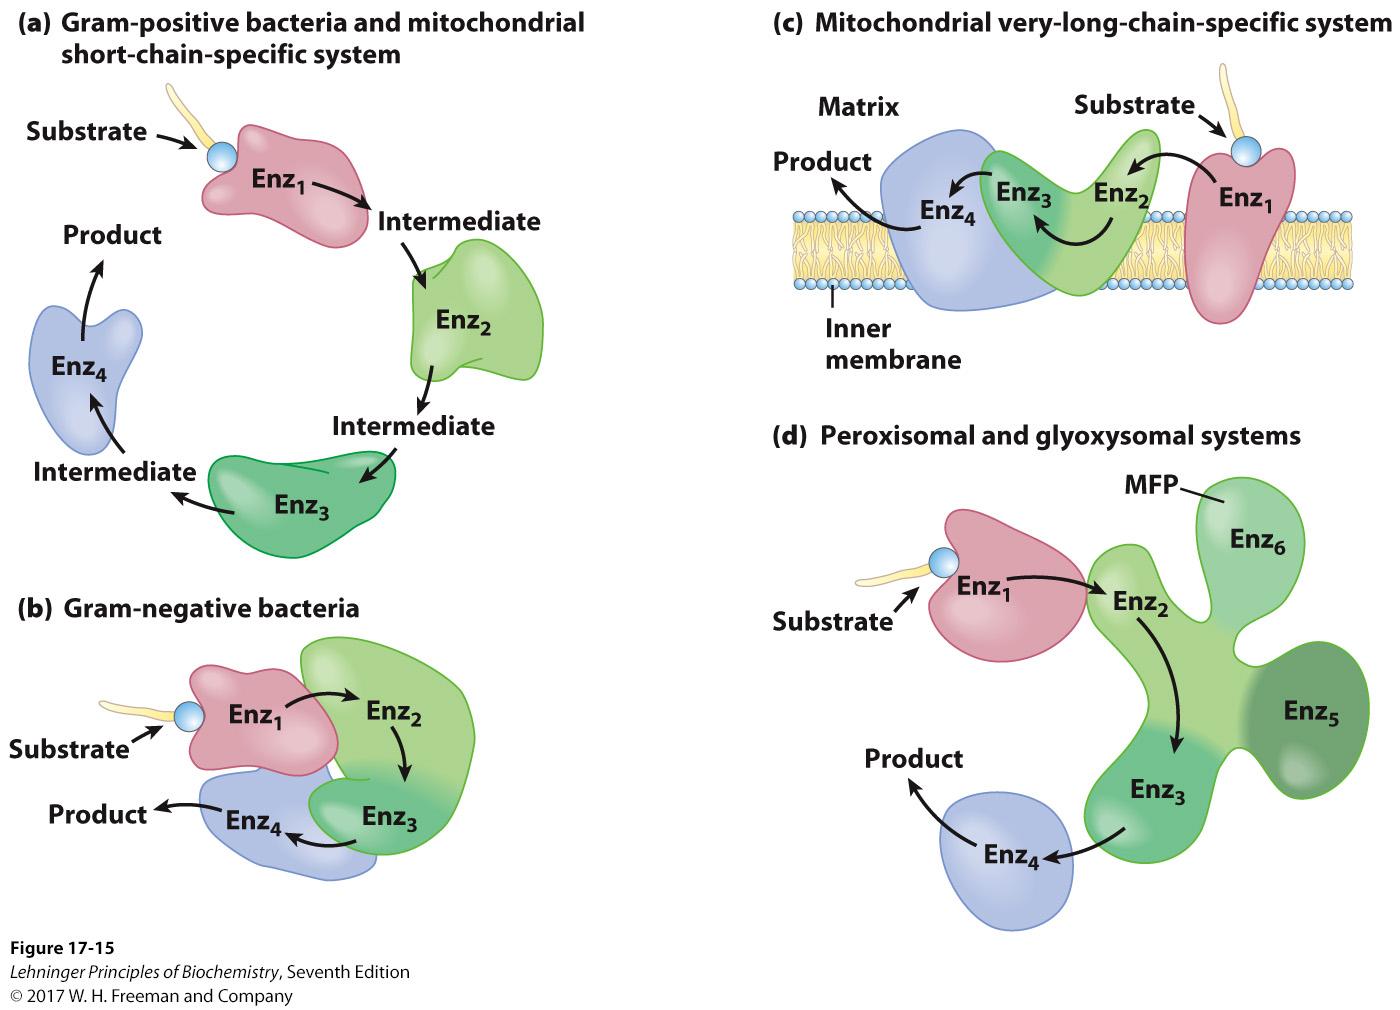 (a) Gram-positive bacteria and mitochondrial
short-chain-specific system
Substrate
Enz1
Intermediate
Product
Enz2
Enz4
Intermediate
Intermediate
Enz3
(b) Gram-negative bacteria
Enz1
Enz2
Substrate
Product
Enz4
Enz3
(c) Mitochondrial very-long-chain-specific system
Matrix
Substrate
Product
Enz4
Enz3
Enz2
Enz1
Inner
membrane
(d) Peroxisomal and glyoxysomal systems
MFP
Enz6
Enz1
Enz2
Substrate
Enz5
Product
Enz3
Enz4
Figure 17-15
Lehninger Principles of Biochemistry, Seventh Edition
© 2017 W. H. Freeman and Company